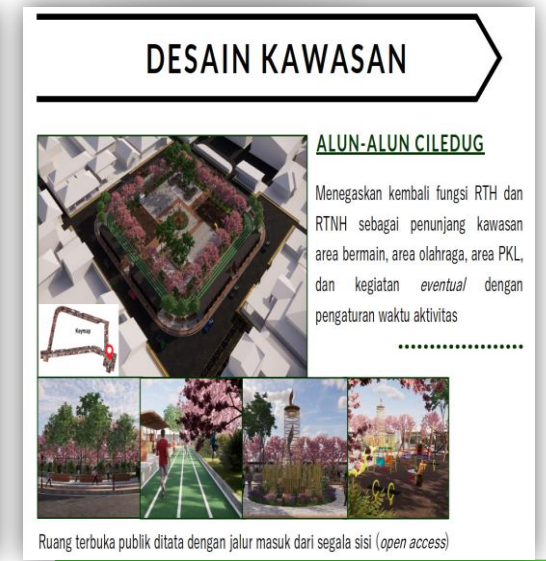 DESAIN KAWASAN
ALUN-ALUN CILEDUG
Menegaskan kembali fungsi RTH dan
RTNH sebagai penunjang kawasan
area bermain, area olahraga, area PKL,
dan kegiatan eventual dengan
pengaturan waktu aktivitas
Keymap
Ruang terbuka publik ditata dengan jalur masuk dari segala sisi (open access)